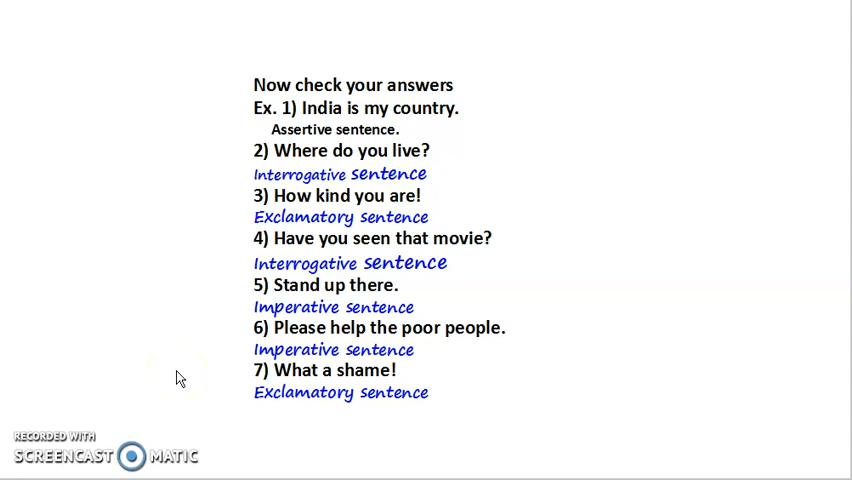 Now check your answers
Ex. 1) India is my country.
Assertive sentence.
2) Where do you live?
Interrogative sentence
3) How kind you are!
Exclamatory sentence
4) Have you seen that movie?
Interrogative sentence
5) Stand up there.
Imperative sentence
6) Please help the poor people.
Imperative sentence
7) What a shame!
Exclamatory sentence
RECORDED WITH
SCREENCAST MATIC